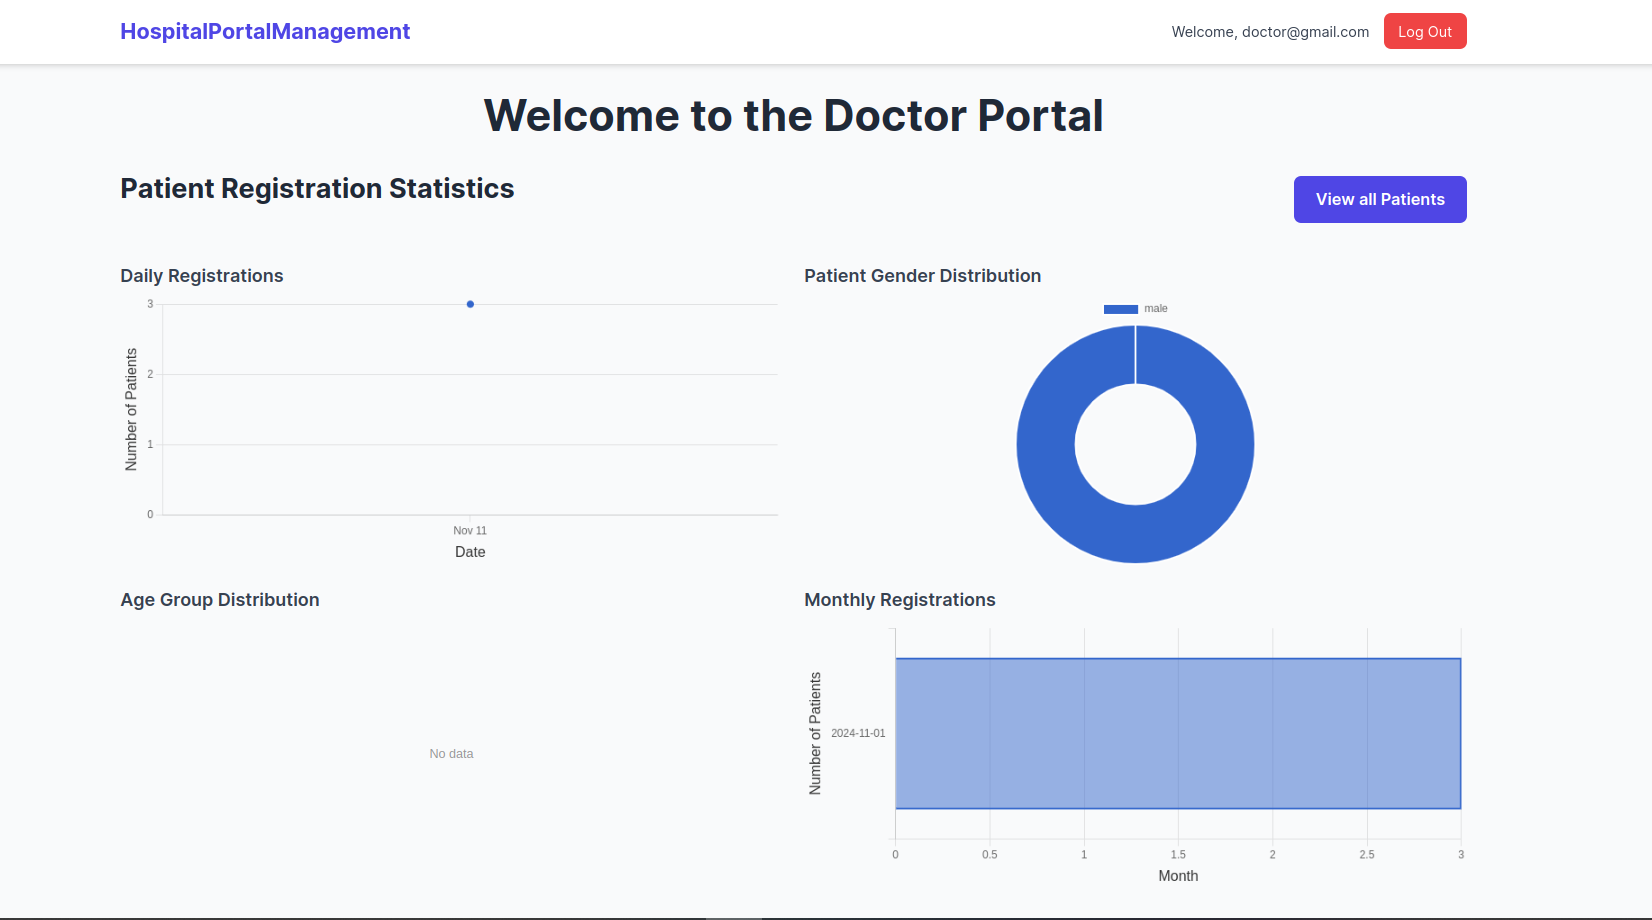 HospitalPortalManagement
Welcome, doctor@gmail.com
Log Out
Welcome to the Doctor Portal
Patient Registration Statistics
View all Patients
Daily Registrations
3
2
1
0
Number of Patients
Nov 11
Date
Patient Gender Distribution
male
Age Group Distribution
No data
Monthly Registrations
Number of Patients
2024-11-01
0 0.5 1 1.5 2 2.5 3
Month